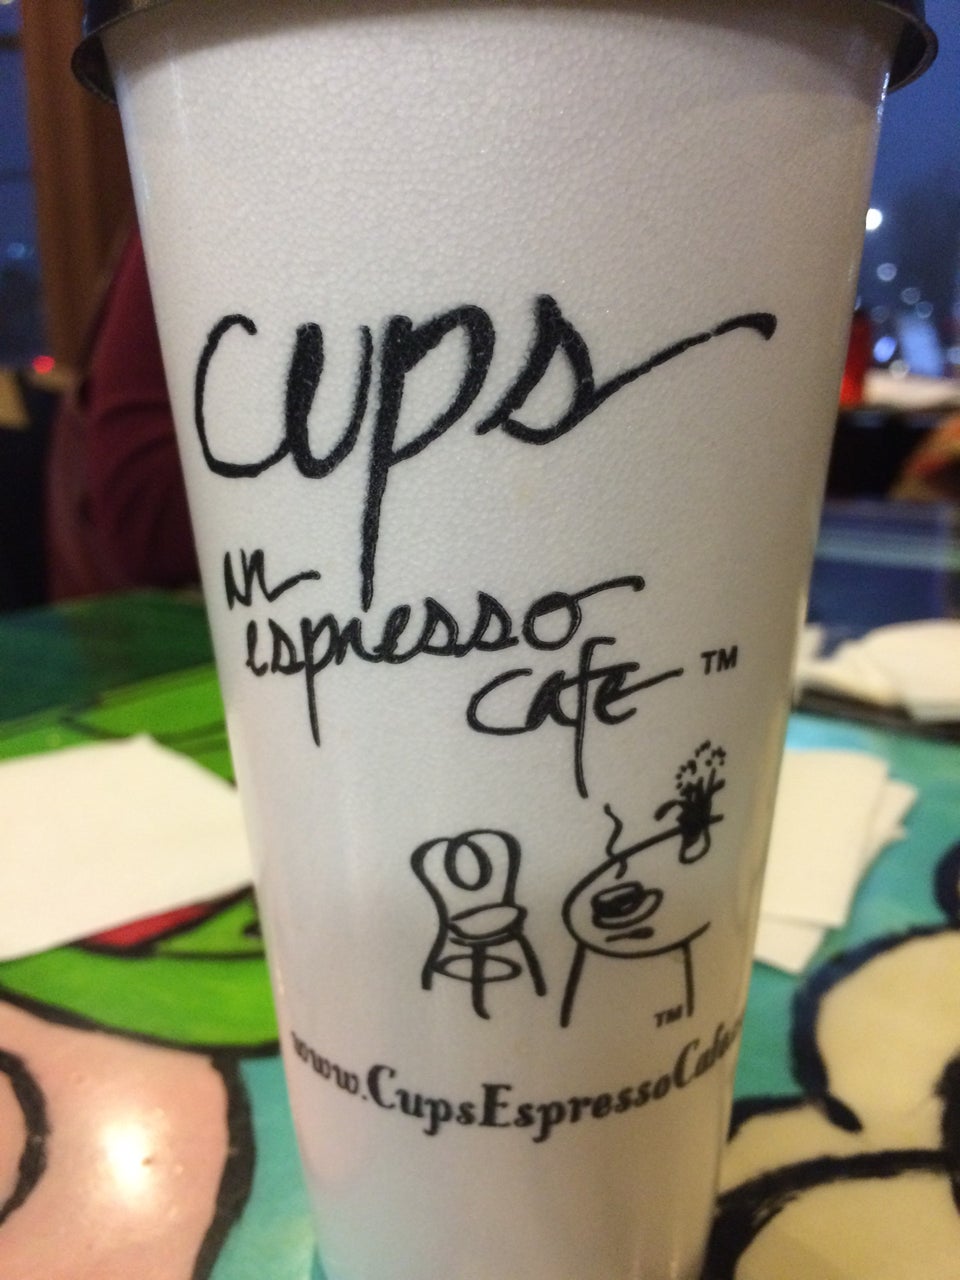 cups
an
espresso
cafe TM
TM
www.CupsEspressoCafe